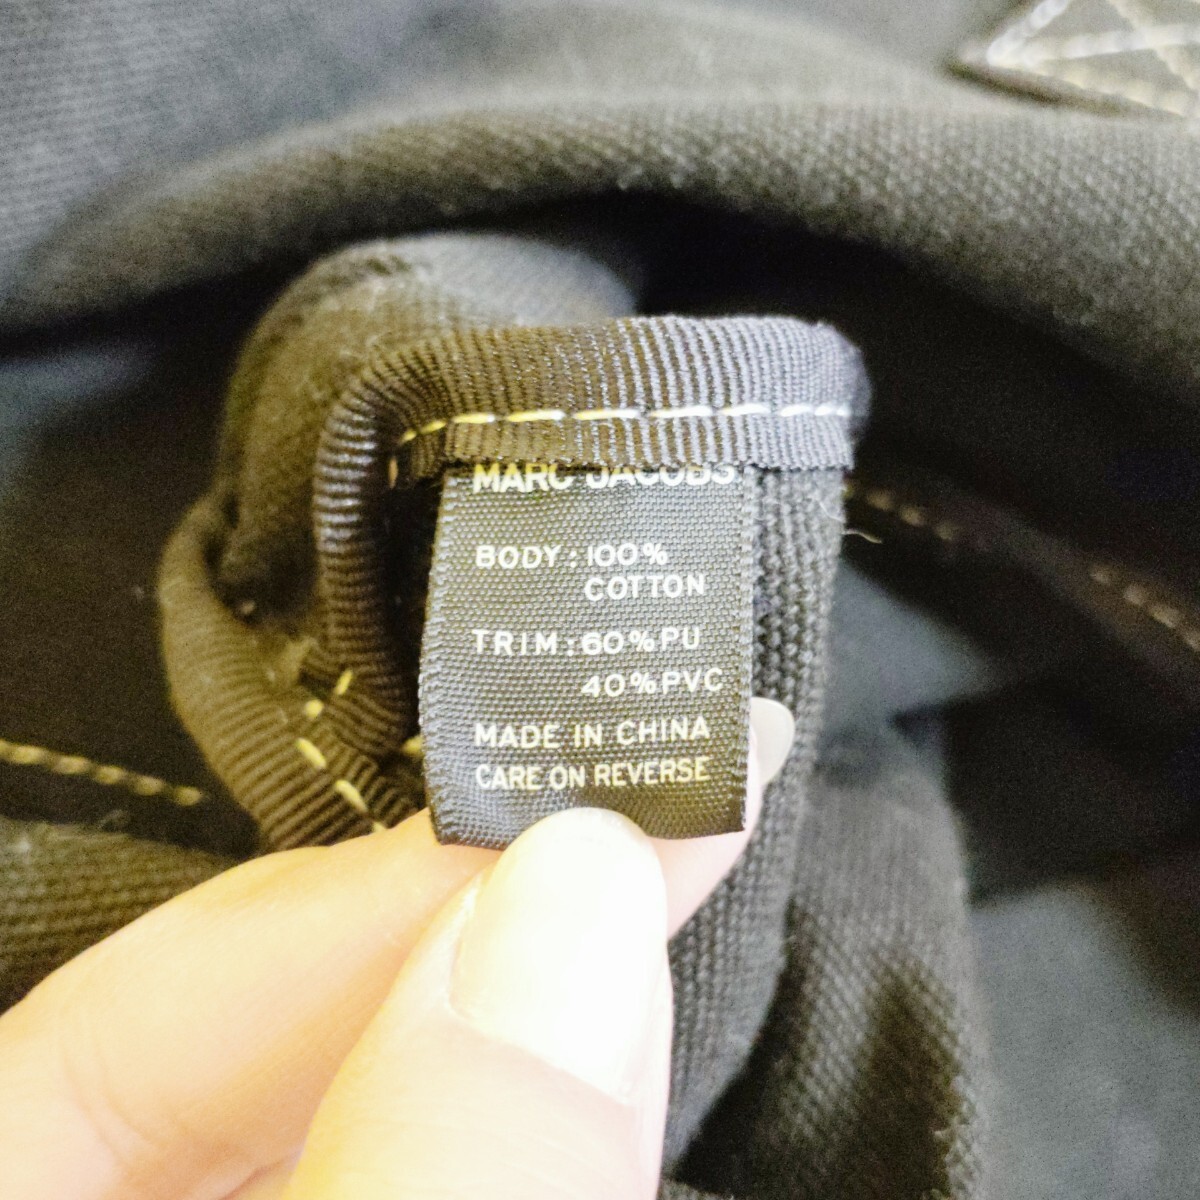 MARC JACOBS
BODY: 100%
COTTON
TRIM: 60% PU
40% PVC
MADE IN CHINA
CARE ON REVERSE